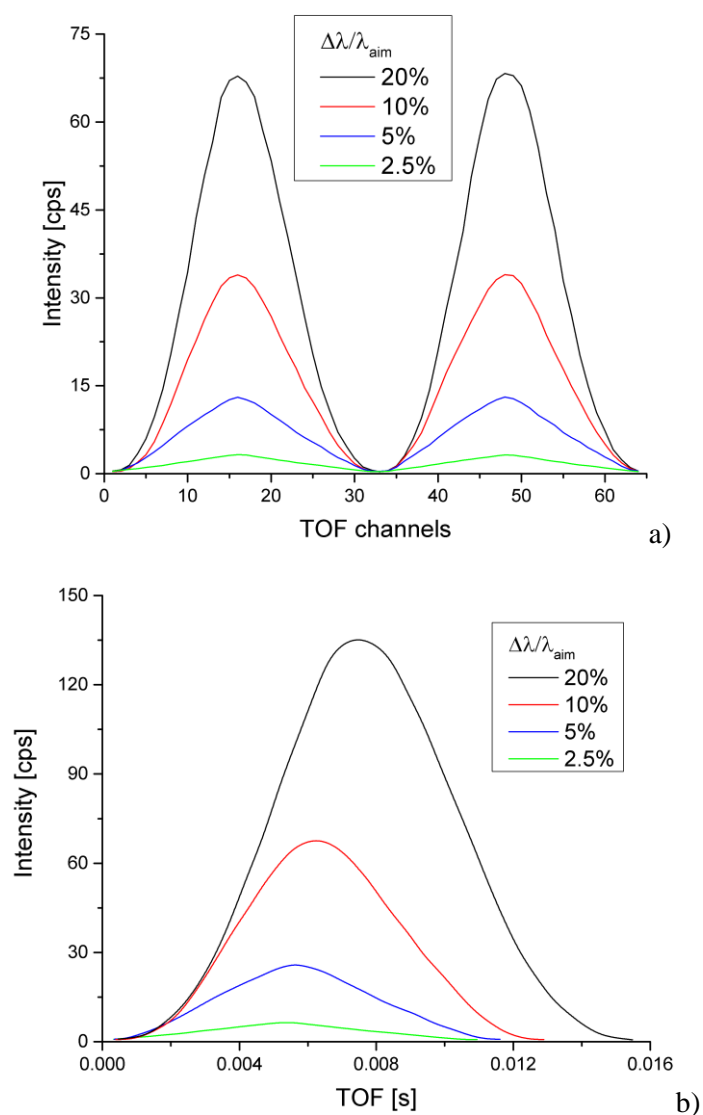 75
60
45
30
15
0
Intensity [cps]
Δλ/λaim
20%
10%
5%
2.5%
0 10 20 30 40 50 60
TOF channels
a)
150
120
90
60
30
0
Intensity [cps]
Δλ/λaim
20%
10%
5%
2.5%
0.000 0.004 0.008 0.012 0.016
TOF [s]
b)